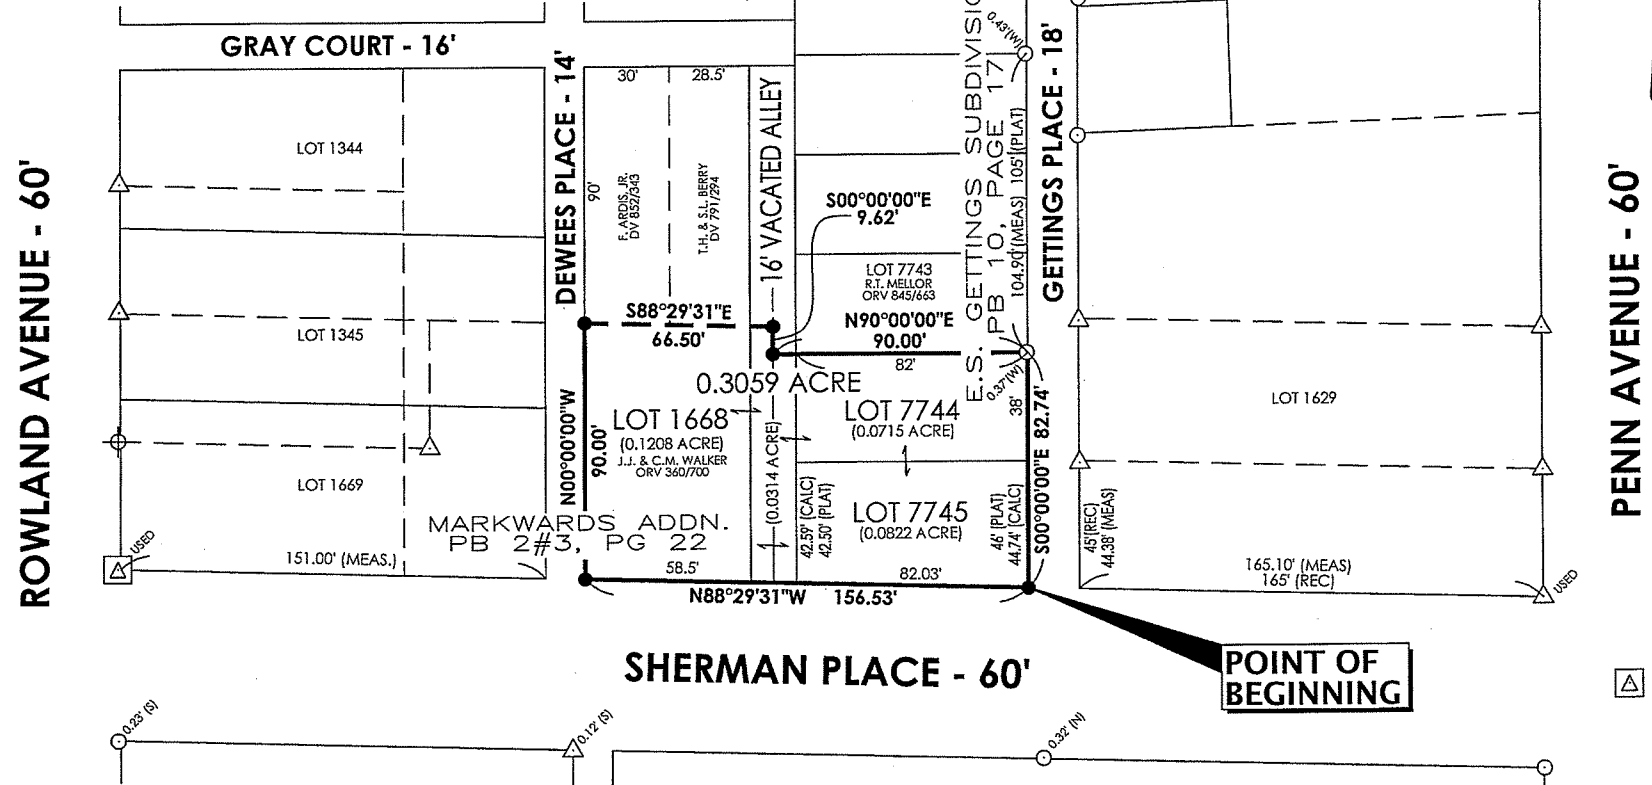 GRAY COURT - 16'
ROWLAND AVENUE - 60'
LOT 1344
LOT 1345
LOT 1669
USED
151.00' (MEAS.)
DEWEES PLACE - 14'
30'
28.5'
90'
F. ARDIS, JR.
DV 852/343
T.H. & S.L. BERRY
DV 791/294
16' VACATED ALLEY
S00°00'00"E
9.62'
LOT 7743
R.T. MELLOR
ORV 845/663
E.S. GETTINGS SUBDIVISIO
PB 10, PAGE 17
0.43'(W)
104.90'(MEAS) 105'(PLAT)
GETTINGS PLACE - 18'
S88°29'31"E
66.50'
N90°00'00"E
90.00'
82'
0.37'(W)
38'
0.3059 ACRE
LOT 1668
(0.1208 ACRE)
J.J. & C.M. WALKER
ORV 360/700
N00°00'00"W
90.00'
(0.0314 ACRE)
LOT 7744
(0.0715 ACRE)
LOT 7745
(0.0822 ACRE)
42.59' (CALC)
42.50' (PLAT)
46' (PLAT)
44.74' (CALC)
S00°00'00"E 82.74'
MARKWARDS ADDN.
PB 2#3, PG 22
58.5'
82.03'
N88°29'31"W 156.53'
45'(REC)
44.38' (MEAS)
LOT 1629
165.10' (MEAS)
165' (REC)
USED
PENN AVENUE - 60'
SHERMAN PLACE - 60'
POINT OF
BEGINNING
0.23' (S)
0.12' (S)
0.32' (N)